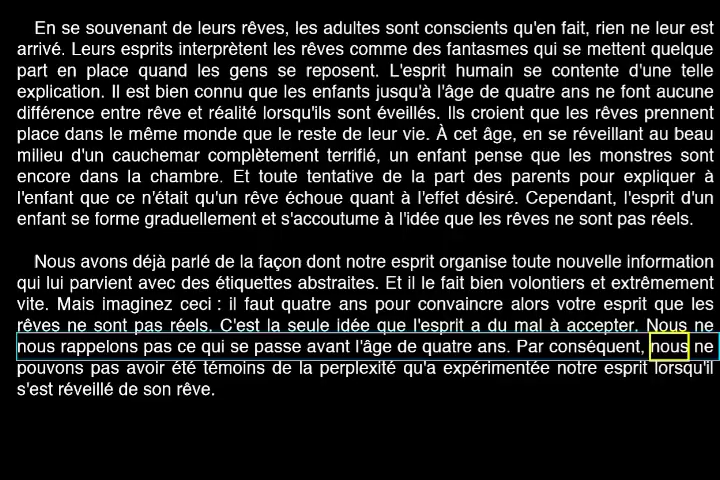 En se souvenant de leurs rêves, les adultes sont conscients qu'en fait, rien ne leur est
arrivé. Leurs esprits interprètent les rêves comme des fantasmes qui se mettent quelque
part en place quand les gens se reposent. L'esprit humain se contente d'une telle
explication. Il est bien connu que les enfants jusqu'à l'âge de quatre ans ne font aucune
différence entre rêve et réalité lorsqu'ils sont éveillés. Ils croient que les rêves prennent
place dans le même monde que le reste de leur vie. À cet âge, en se réveillant au beau
milieu d'un cauchemar complètement terrifié, un enfant pense que les monstres sont
encore dans la chambre. Et toute tentative de la part des parents pour expliquer à
l'enfant que ce n'était qu'un rêve échoue quant à l'effet désiré. Cependant, l'esprit d'un
enfant se forme graduellement et s'accoutume à l'idée que les rêves ne sont pas réels.
Nous avons déjà parlé de la façon dont notre esprit organise toute nouvelle information
qui lui parvient avec des étiquettes abstraites. Et il le fait bien volontiers et extrêmement
vite. Mais imaginez ceci : il faut quatre ans pour convaincre alors votre esprit que les
rêves ne sont pas réels. C'est la seule idée que l'esprit a du mal à accepter. Nous ne
nous rappelons pas ce qui se passe avant l'âge de quatre ans. Par conséquent, nous ne
pouvons pas avoir été témoins de la perplexité qu'a expérimentée notre esprit lorsqu'il
s'est réveillé de son rêve.